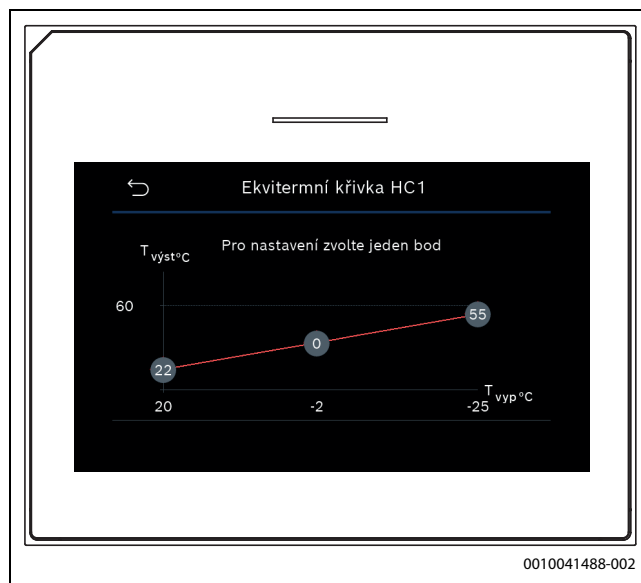 Ekvitermní křivka HC1
Pro nastavení zvolte jeden bod
T výst°C
60
55
0
22
T vyp°C
20 -2 -25
0010041488-002